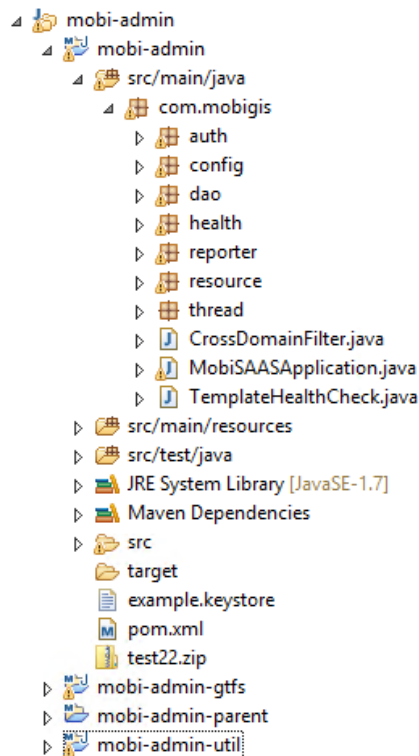 mobi-admin
mobi-admin
src/main/java
com.mobigis
auth
config
dao
health
reporter
resource
thread
CrossDomainFilter.java
MobiSAASApplication.java
TemplateHealthCheck.java
src/main/resources
src/test/java
JRE System Library [JavaSE-1.7]
Maven Dependencies
src
target
example.keystore
pom.xml
test22.zip
mobi-admin-gtfs
mobi-admin-parent
mobi-admin-util